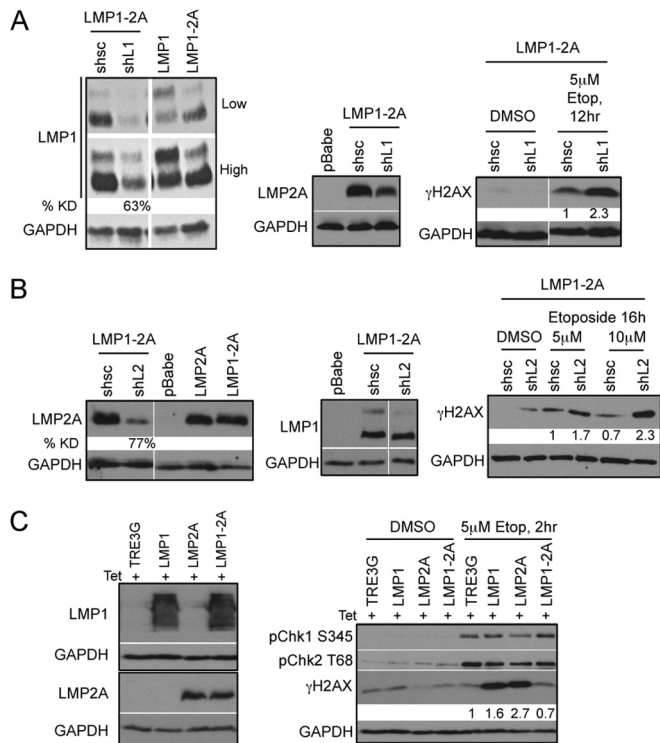 A
LMP1-2A
shsc shL1 LMP1 LMP1-2A
LMP1
Low
High
% KD 63%
GAPDH
LMP1-2A
pBabe shsc shL1
LMP2A
GAPDH
LMP1-2A
5μM
Etop,
12hr
DMSO
shsc shL1 shsc shL1
γH2AX
1 2.3
GAPDH
B
LMP1-2A
shsc shL2 pBabe LMP2A LMP1-2A
LMP2A
% KD 77%
GAPDH
LMP1-2A
pBabe shsc shL2
LMP1
GAPDH
LMP1-2A
Etoposide 16h
DMSO 5μM 10μM
shsc shL2 shsc shL2 shsc shL2
γH2AX
1 1.7 0.7 2.3
GAPDH
C
TRE3G LMP1 LMP2A LMP1-2A
Tet + + + +
LMP1
GAPDH
LMP2A
GAPDH
DMSO 5μM Etop, 2hr
TRE3G LMP1 LMP2A LMP1-2A TRE3G LMP1 LMP2A LMP1-2A
Tet + + + + + + + +
pChk1 S345
pChk2 T68
γH2AX
1 1.6 2.7 0.7
GAPDH